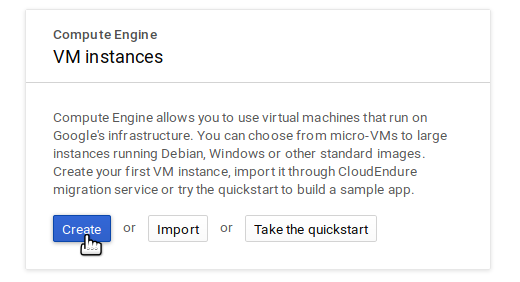 Compute Engine
VM instances
Compute Engine allows you to use virtual machines that run on
Google's infrastructure. You can choose from micro-VMs to large
instances running Debian, Windows or other standard images.
Create your first VM instance, import it through CloudEndure
migration service or try the quickstart to build a sample app.
Create or Import or Take the quickstart